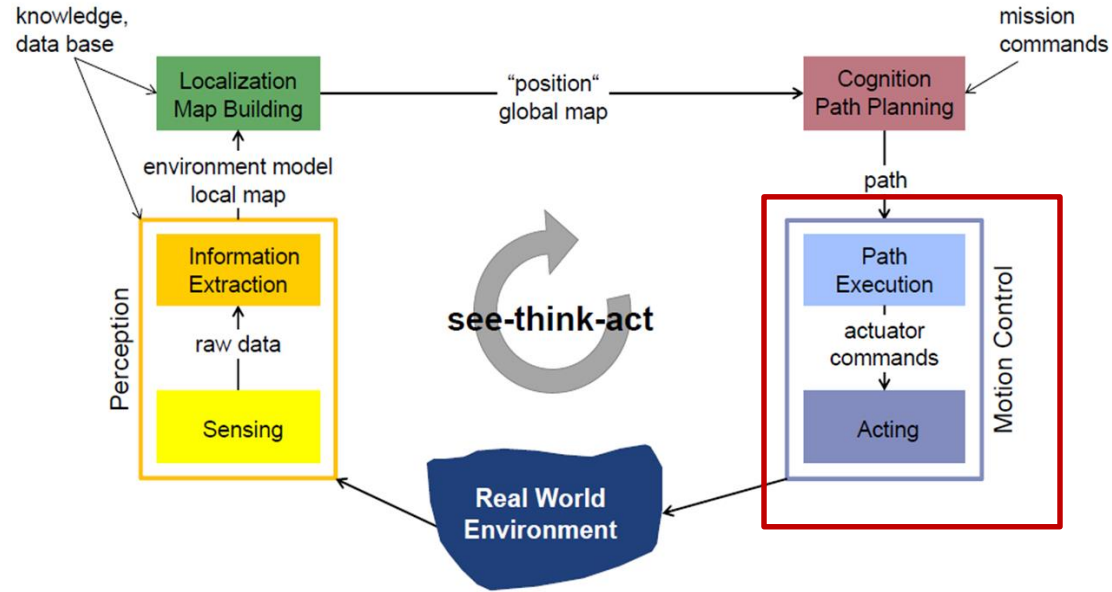 knowledge,
data base
mission
commands
Localization
Map Building
“position“
global map
Cognition
Path Planning
environment model
local map
path
Perception
Information
Extraction
raw data
Sensing
see-think-act
Path
Execution
actuator
commands
Acting
Motion Control
Real World
Environment